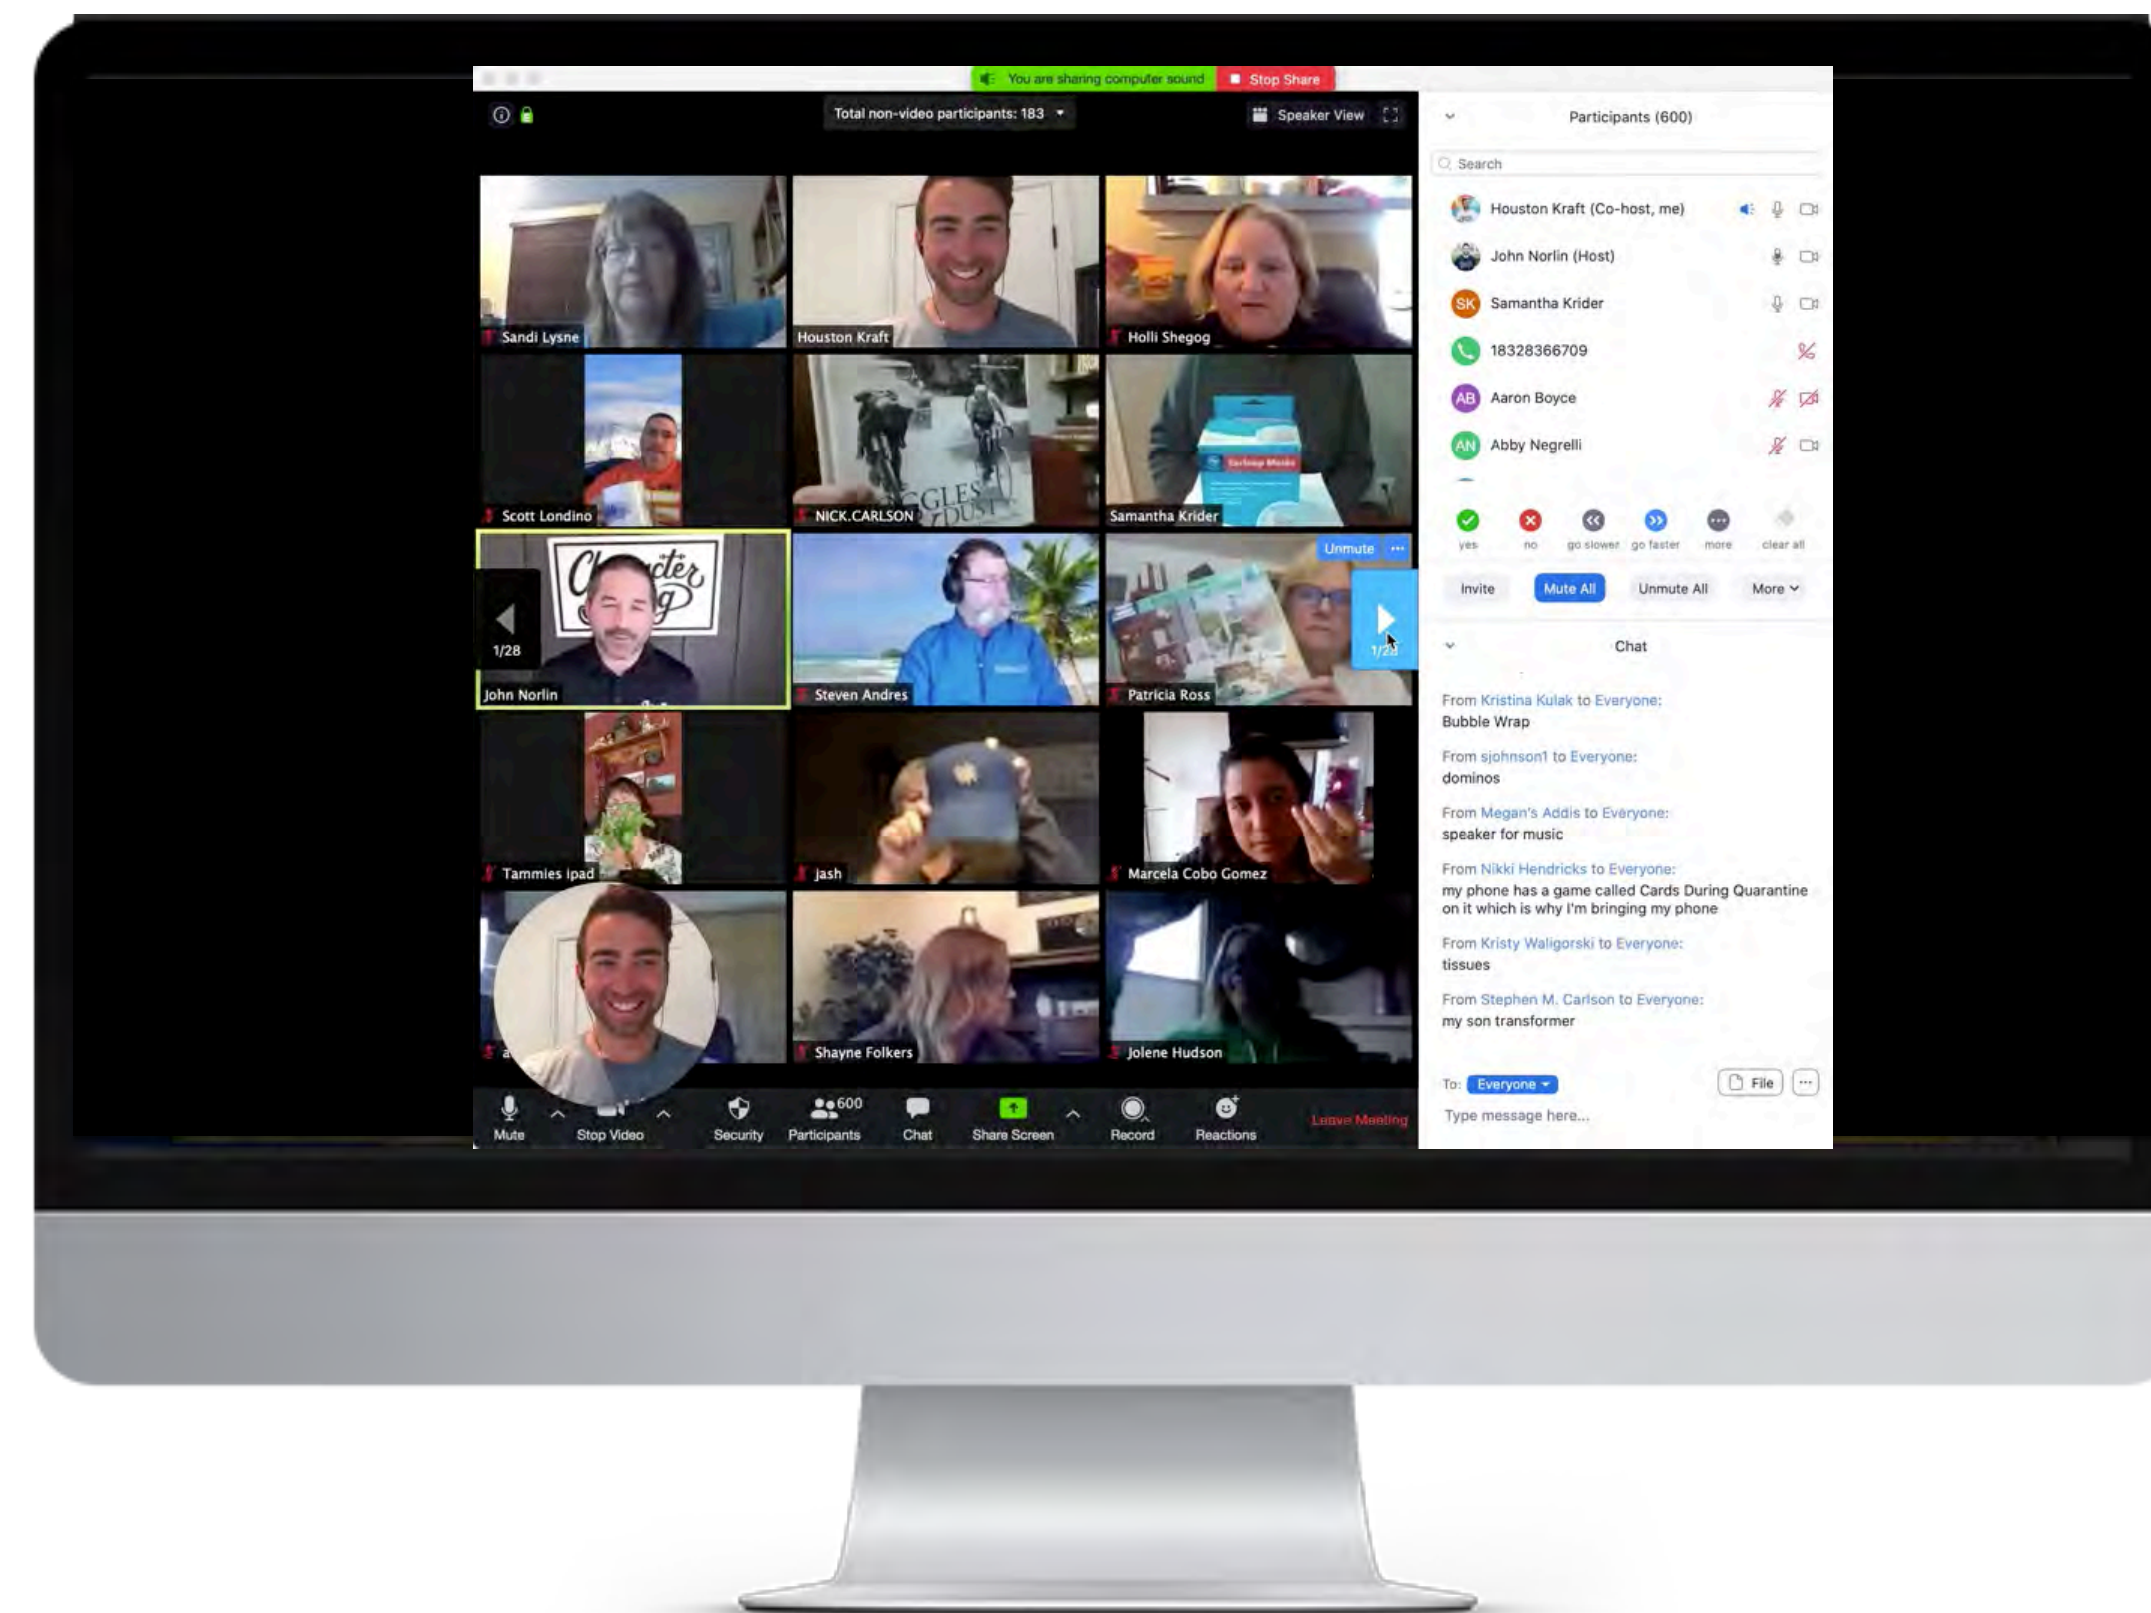 You are sharing computer sound
Stop Share
Total non-video participants: 183
Speaker View
Sandi Lysne
Houston Kraft
Holli Shegog
Scott Londino
NICK.CARLSON
DUST
Earloop Masks
Samantha Krider
1/28
John Norlin
Steven Andres
Unmute
Patricia Ross
Tammies ipad
jash
Marcela Cobo Gomez
a
Shayne Folkers
Jolene Hudson
Mute
Stop Video
Security
600
Participants
Chat
Share Screen
Record
Reactions
Leave Meeting
Participants (600)
Search
Houston Kraft (Co-host, me)
John Norlin (Host)
SK Samantha Krider
18328366709
AB Aaron Boyce
AN Abby Negrelli
yes no go slower go faster more clear all
Invite Mute All Unmute All More
Chat
From Kristina Kulak to Everyone:
Bubble Wrap
From sjohnson1 to Everyone:
dominos
From Megan's Addis to Everyone:
speaker for music
From Nikki Hendricks to Everyone:
my phone has a game called Cards During Quarantine
on it which is why I'm bringing my phone
From Kristy Waligorski to Everyone:
tissues
From Stephen M. Carlson to Everyone:
my son transformer
To: Everyone
File
Type message here...